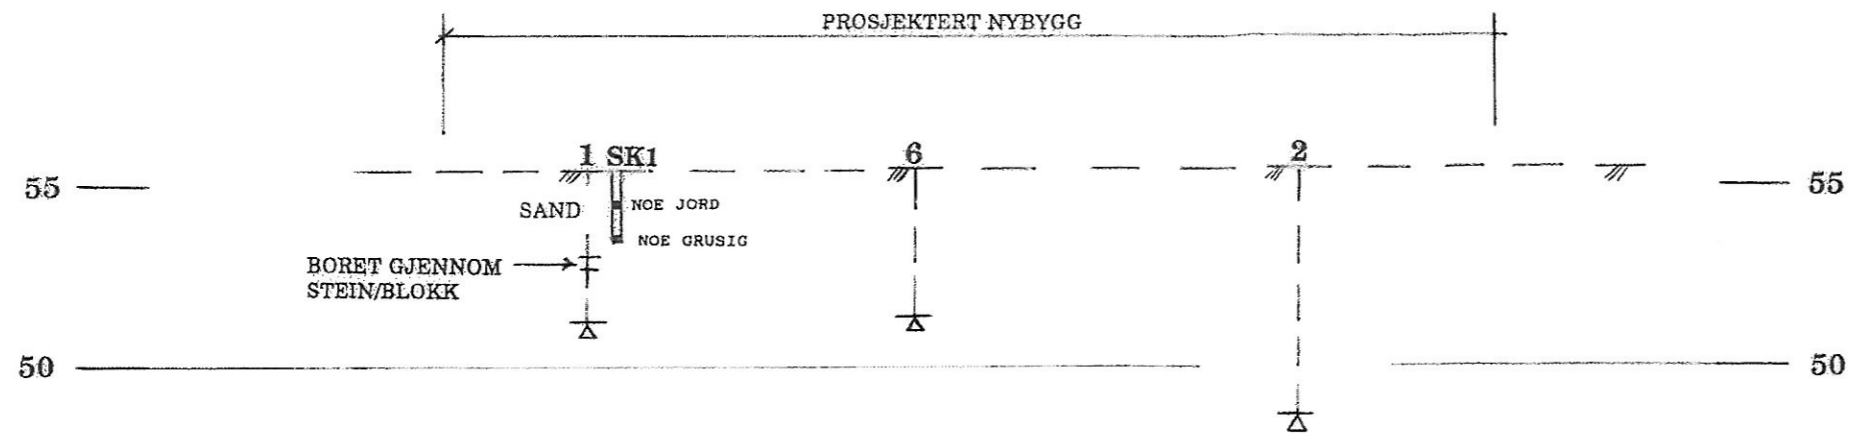 PROSJEKTERT NYBYGG
1 SK1
6
2
55
55
SAND
NOE JORD
NOE GRUSIG
BORET GJENNOM
STEIN/BLOKK
50
50